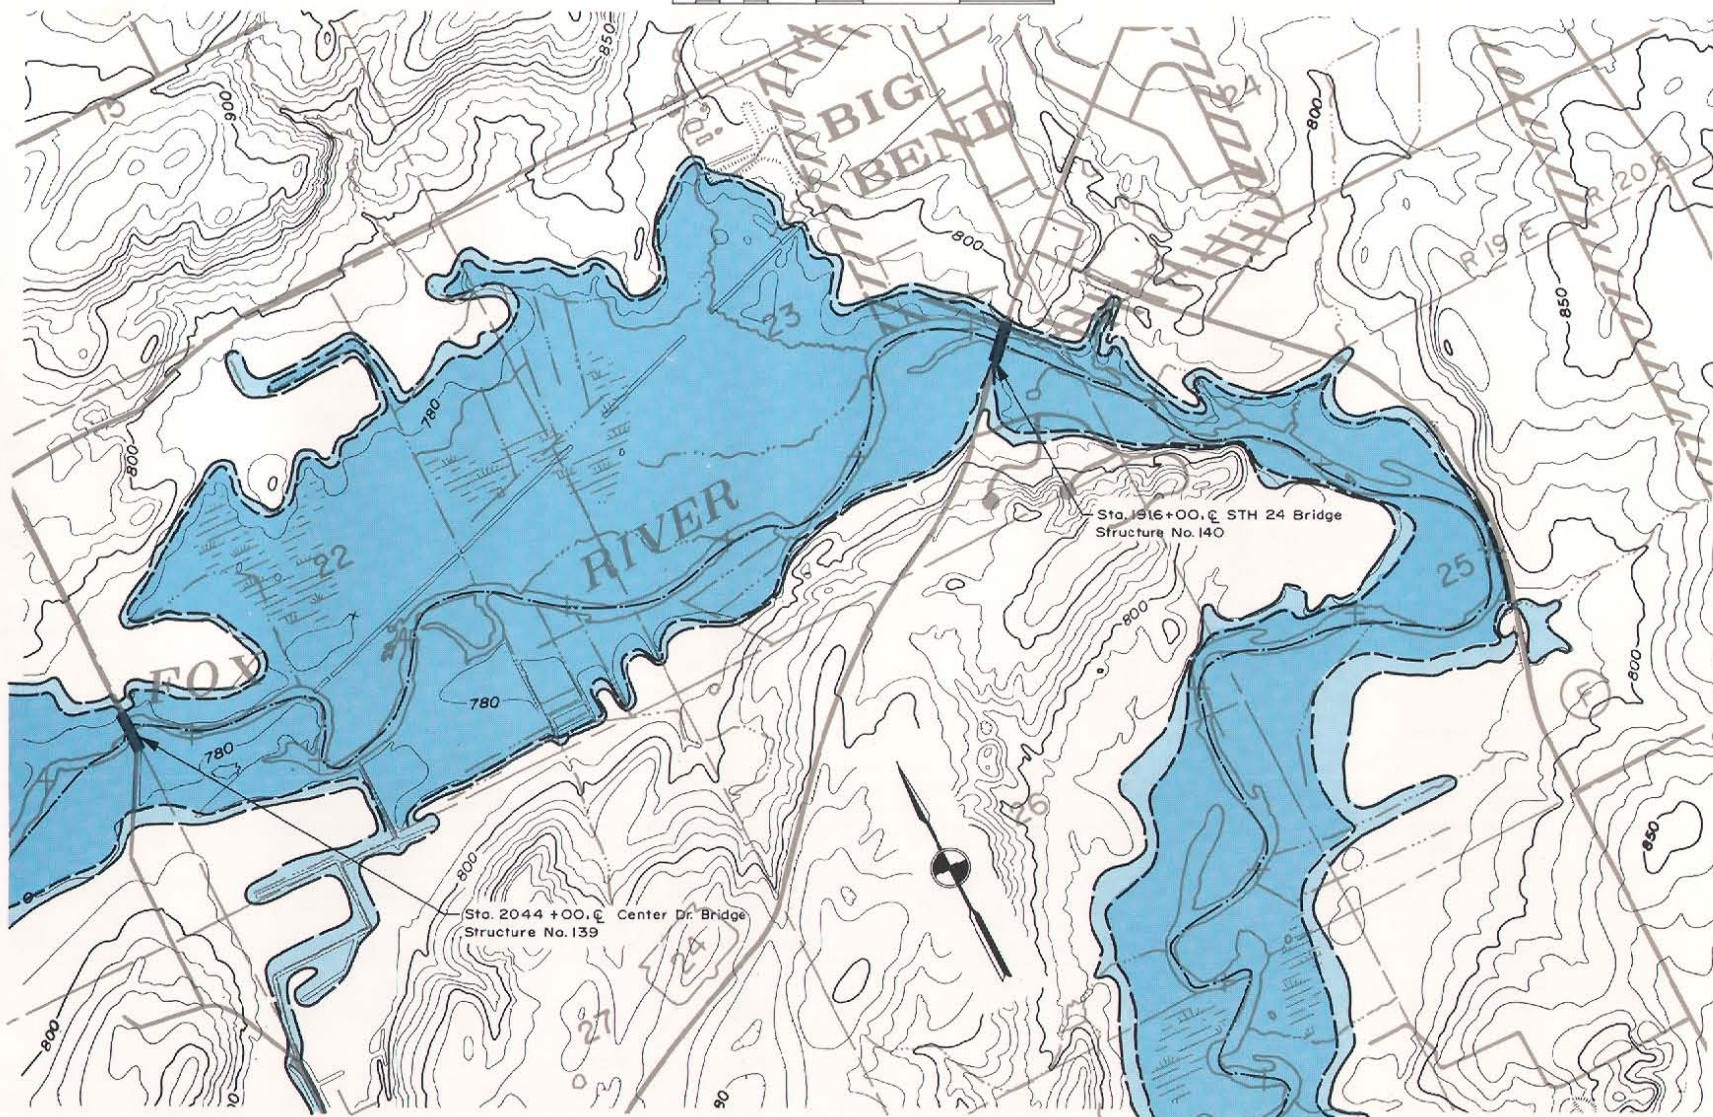 850
15
900
BIG
BEND
24
800
R 20 E
R 19 E
800
850
23
780
800
RIVER
Sta. 1916+00, ℄ STH 24 Bridge
Structure No. 140
22
25
800
FOX
780
800
F
780
26
850
800
Sta. 2044 +00, ℄ Center Dr. Bridge
Structure No. 139
24
27
800